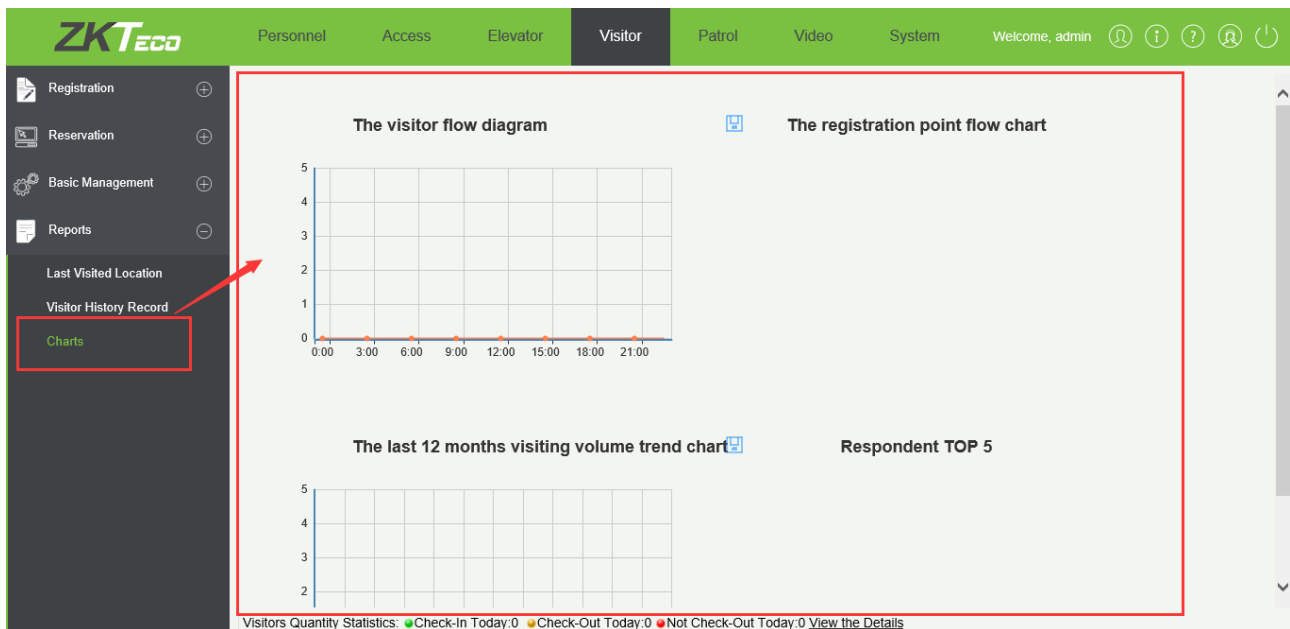 ZKTECO
Personnel Access Elevator Visitor Patrol Video System Welcome, admin
Registration
Reservation
Basic Management
Reports
Last Visited Location
Visitor History Record
Charts
The visitor flow diagram
5
4
3
2
1
0
0:00 3:00 6:00 9:00 12:00 15:00 18:00 21:00
The registration point flow chart
The last 12 months visiting volume trend chart
5
4
3
2
Respondent TOP 5
Visitors Quantity Statistics: Check-In Today:0 Check-Out Today:0 Not Check-Out Today:0 View the Details